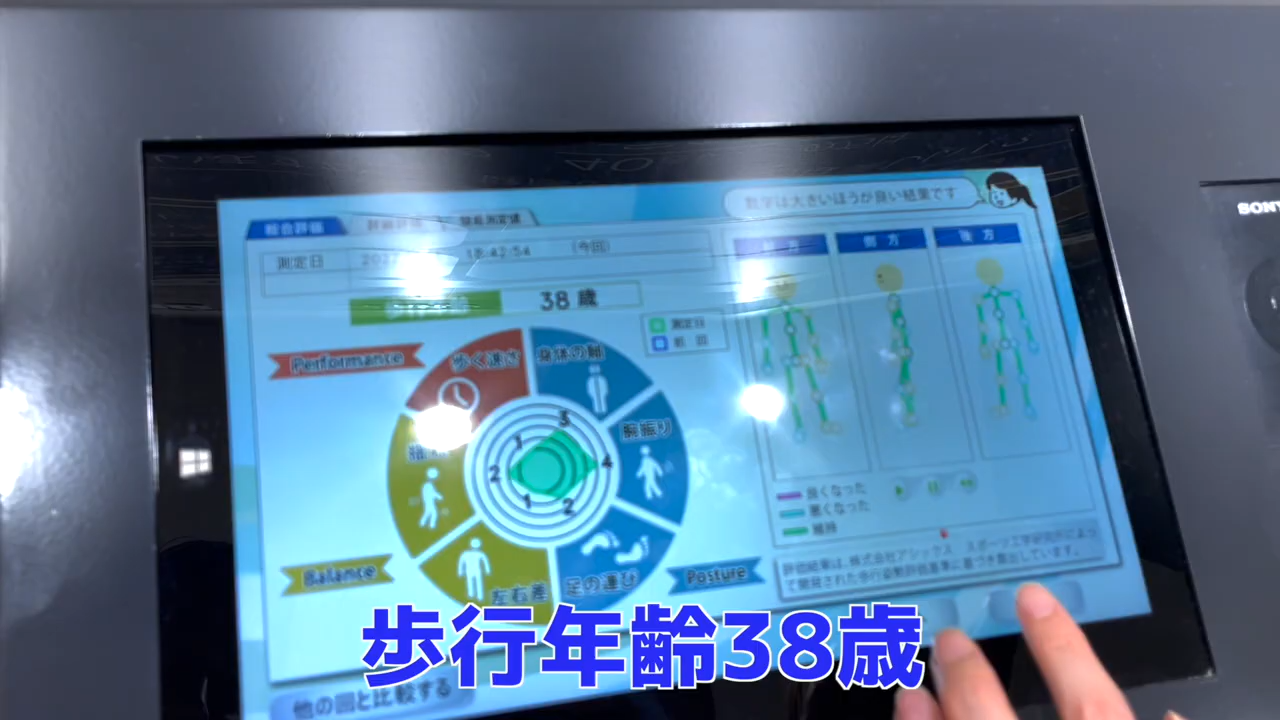 数字は大きいほうが良い結果です
SONY
総合評価
測定日
18:42:54
(今回)
38 歳
測定日
前 回
側 方
後 方
Performance
歩く速さ
身体の軸
腕振り
足の運び
左右差
Balance
Posture
1
3
2
4
1
2
良くなった
悪くなった
維持
評価結果は、株式会社アシックス スポーツ工学研究所によっ
て開発された歩行姿勢評価基準に基づき算出しています。
歩行年齢38歳
他の回と比較する